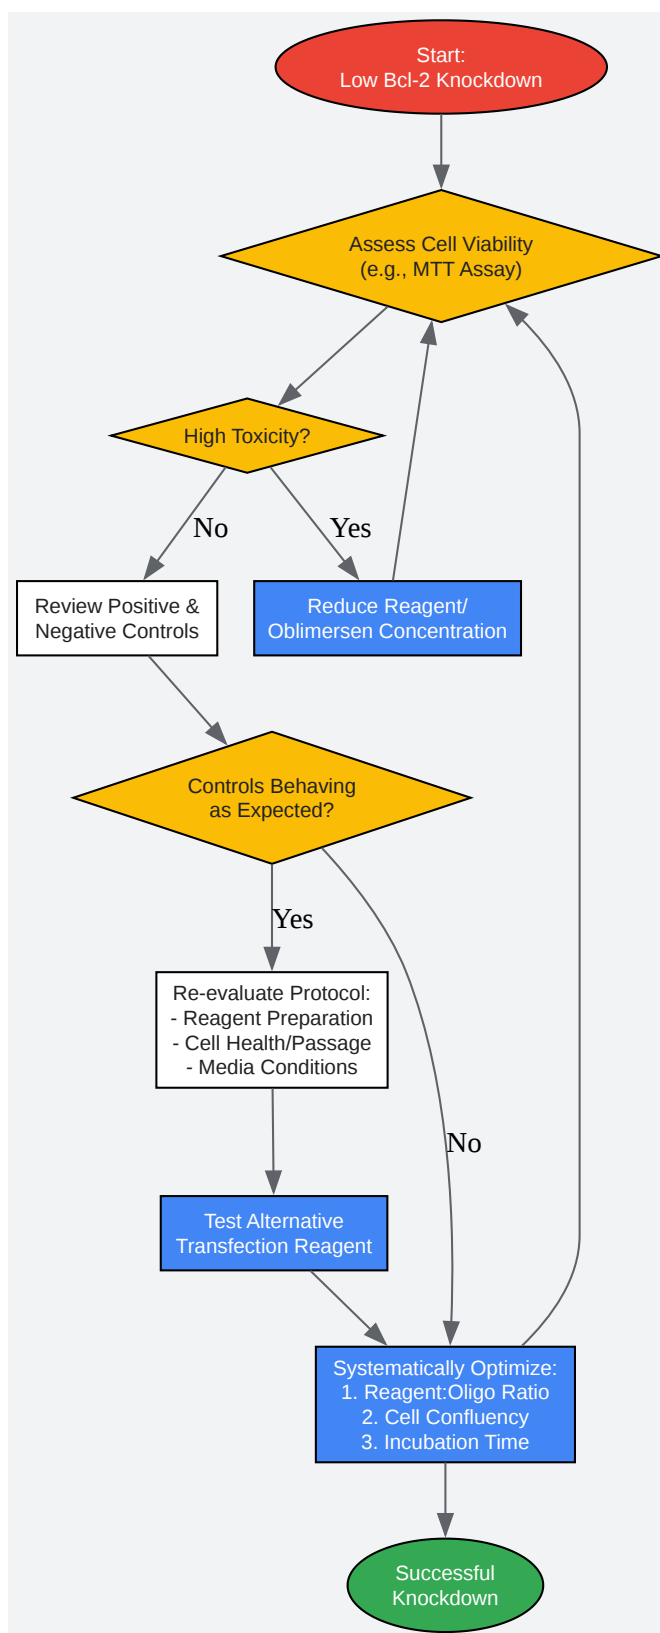 Start:
Low Bcl-2 Knockdown
Assess Cell Viability
(e.g., MTT Assay)
High Toxicity?
No
Yes
Review Positive &
Negative Controls
Reduce Reagent/
Oblimersen Concentration
Controls Behaving
as Expected?
Yes
Re-evaluate Protocol:
- Reagent Preparation
- Cell Health/Passage
- Media Conditions
No
Test Alternative
Transfection Reagent
Systematically Optimize:
1. Reagent:Oligo Ratio
2. Cell Confluency
3. Incubation Time
Successful
Knockdown